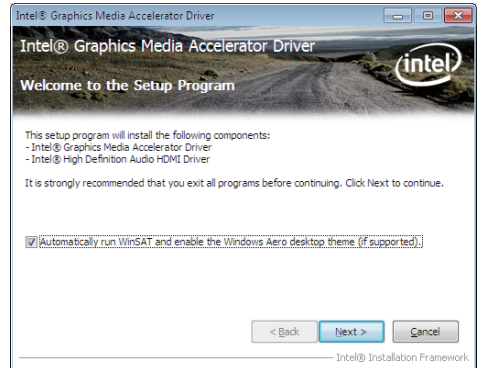 Intel® Graphics Media Accelerator Driver
Intel® Graphics Media Accelerator Driver
intel
Welcome to the Setup Program
This setup program will install the following components:
- Intel® Graphics Media Accelerator Driver
- Intel® High Definition Audio HDMI Driver
It is strongly recommended that you exit all programs before continuing. Click Next to continue.
Automatically run WinSAT and enable the Windows Aero desktop theme (if supported).
< Back
Next >
Cancel
Intel® Installation Framework